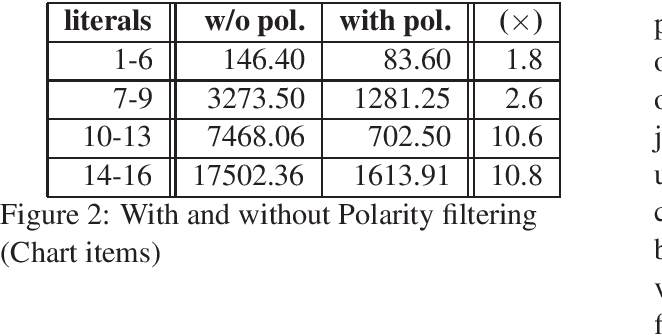 literals w/o pol. with pol. (×)
1-6 146.40 83.60 1.8
7-9 3273.50 1281.25 2.6
10-13 7468.06 702.50 10.6
14-16 17502.36 1613.91 10.8
Figure 2: With and without Polarity filtering
(Chart items)